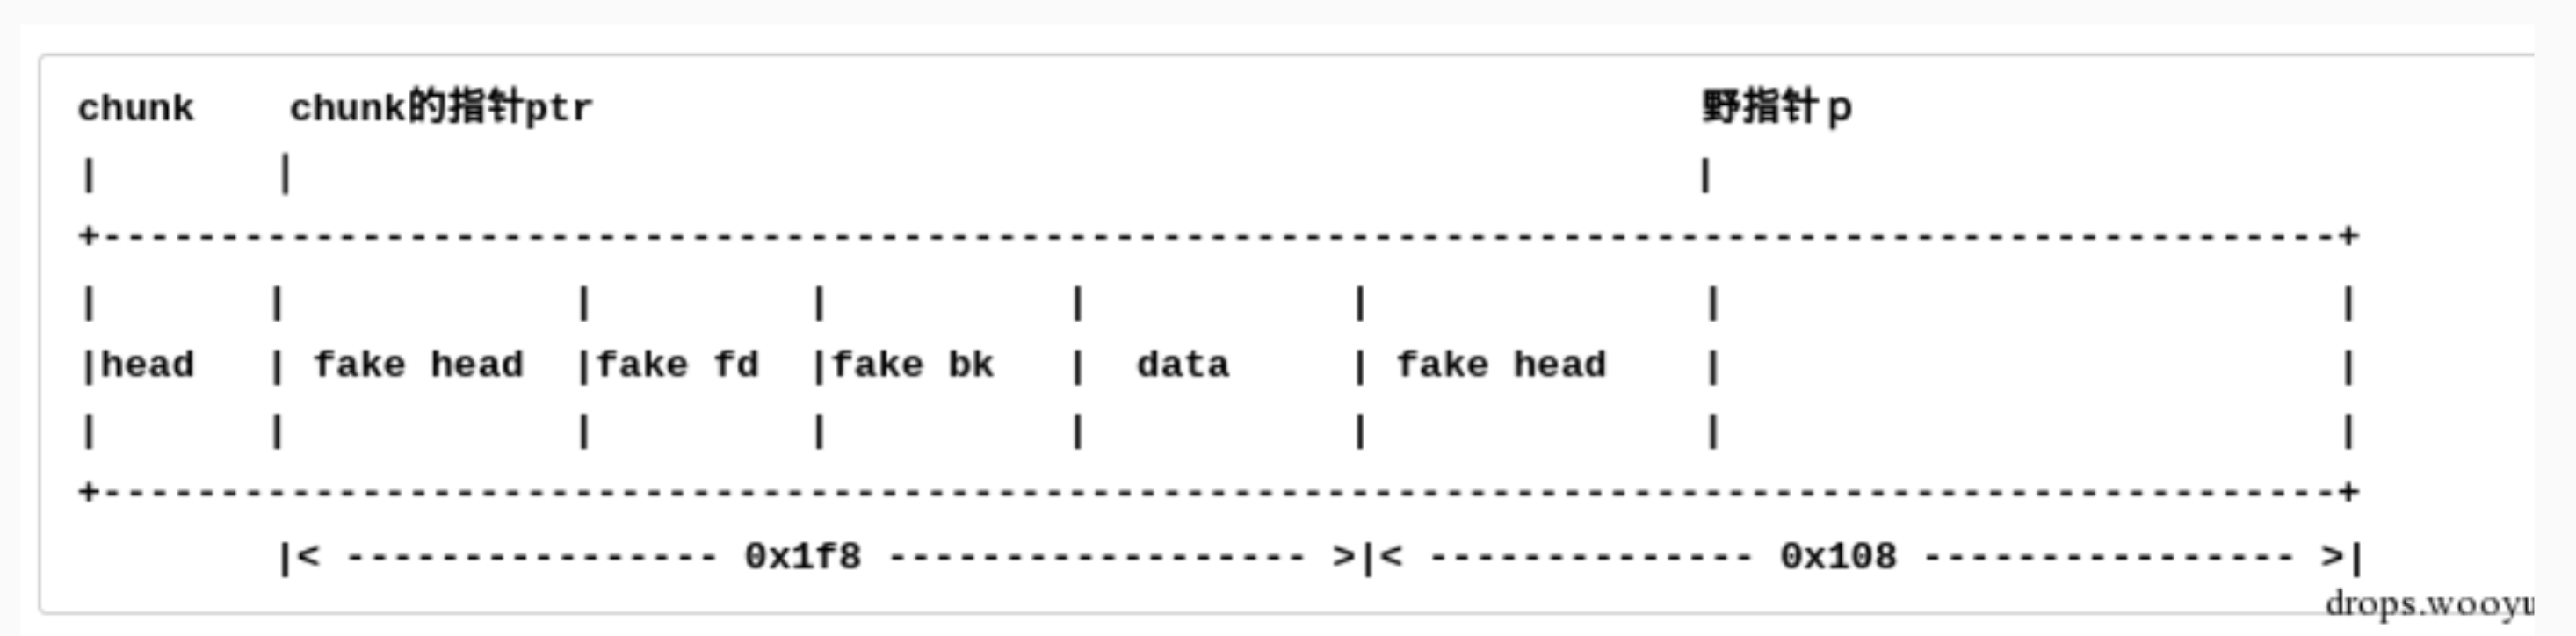 chunk    chunk的指针ptr                                               野指针p
|        |                                                            |
+-----------------------------------------------------------------------------------------------+
|       |            |         |          |           |              |                          |
|head   | fake head  |fake fd  |fake bk   |  data     | fake head    |                          |
|       |            |         |          |           |              |                          |
+-----------------------------------------------------------------------------------------------+
|< ---------------- 0x1f8 ------------------ >|< -------------- 0x108 ---------------- >|
drops.wooyu